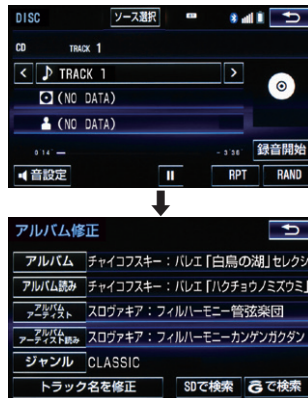 DISC ソース選択
CD TRACK 1
< TRACK 1 >
(NO DATA)
(NO DATA)
0'14" - 3'38" 録音開始
音設定 RPT RAND
アルバム修正
アルバム チャイコフスキー：バレエ「白鳥の湖」セレクシ
アルバム読み チャイコフスキー：バレエ「ハクチョウノミズウミ」
アルバムアーティスト スロヴァキア：フィルハーモニー管弦楽団
アルバムアーティスト読み スロヴァキア：フィルハーモニーカンゲンガクダン
ジャンル CLASSIC
トラック名を修正 SDで検索 Gで検索